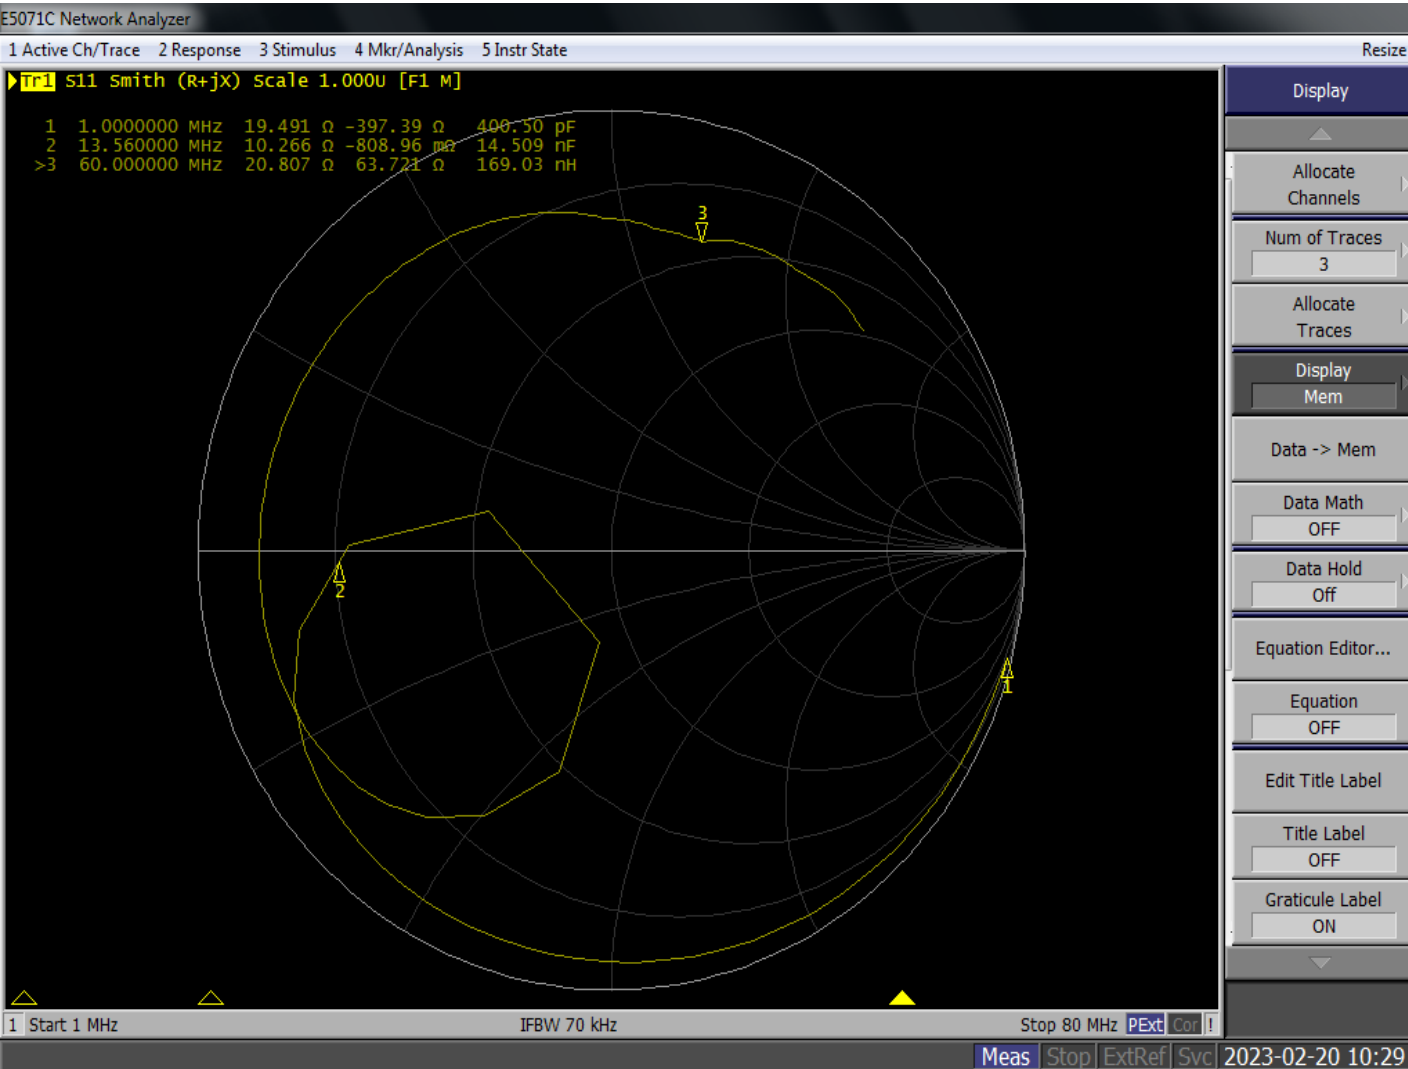 E5071C Network Analyzer
1 Active Ch/Trace 2 Response 3 Stimulus 4 Mkr/Analysis 5 Instr State Resize
Tr1 S11 Smith (R+jX) Scale 1.000U [F1 M]
1 1.0000000 MHz 19.491 Ω -397.39 Ω 400.50 pF
2 13.560000 MHz 10.266 Ω -808.96 mΩ 14.509 nF
>3 60.000000 MHz 20.807 Ω 63.721 Ω 169.03 nH
3
2
1
Display
Allocate
Channels
Num of Traces
3
Allocate
Traces
Display
Mem
Data -> Mem
Data Math
OFF
Data Hold
Off
Equation Editor...
Equation
OFF
Edit Title Label
Title Label
OFF
Graticule Label
ON
1 Start 1 MHz IFBW 70 kHz Stop 80 MHz PExt Cor !
Meas Stop ExtRef Svc 2023-02-20 10:29